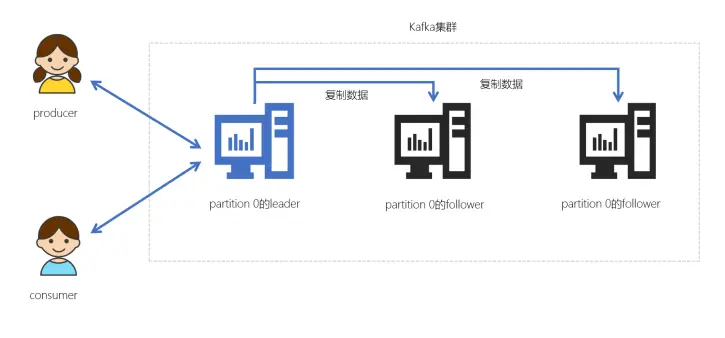 Kafka集群
复制数据
复制数据
producer
partition 0的leader
partition 0的follower
partition 0的follower
consumer